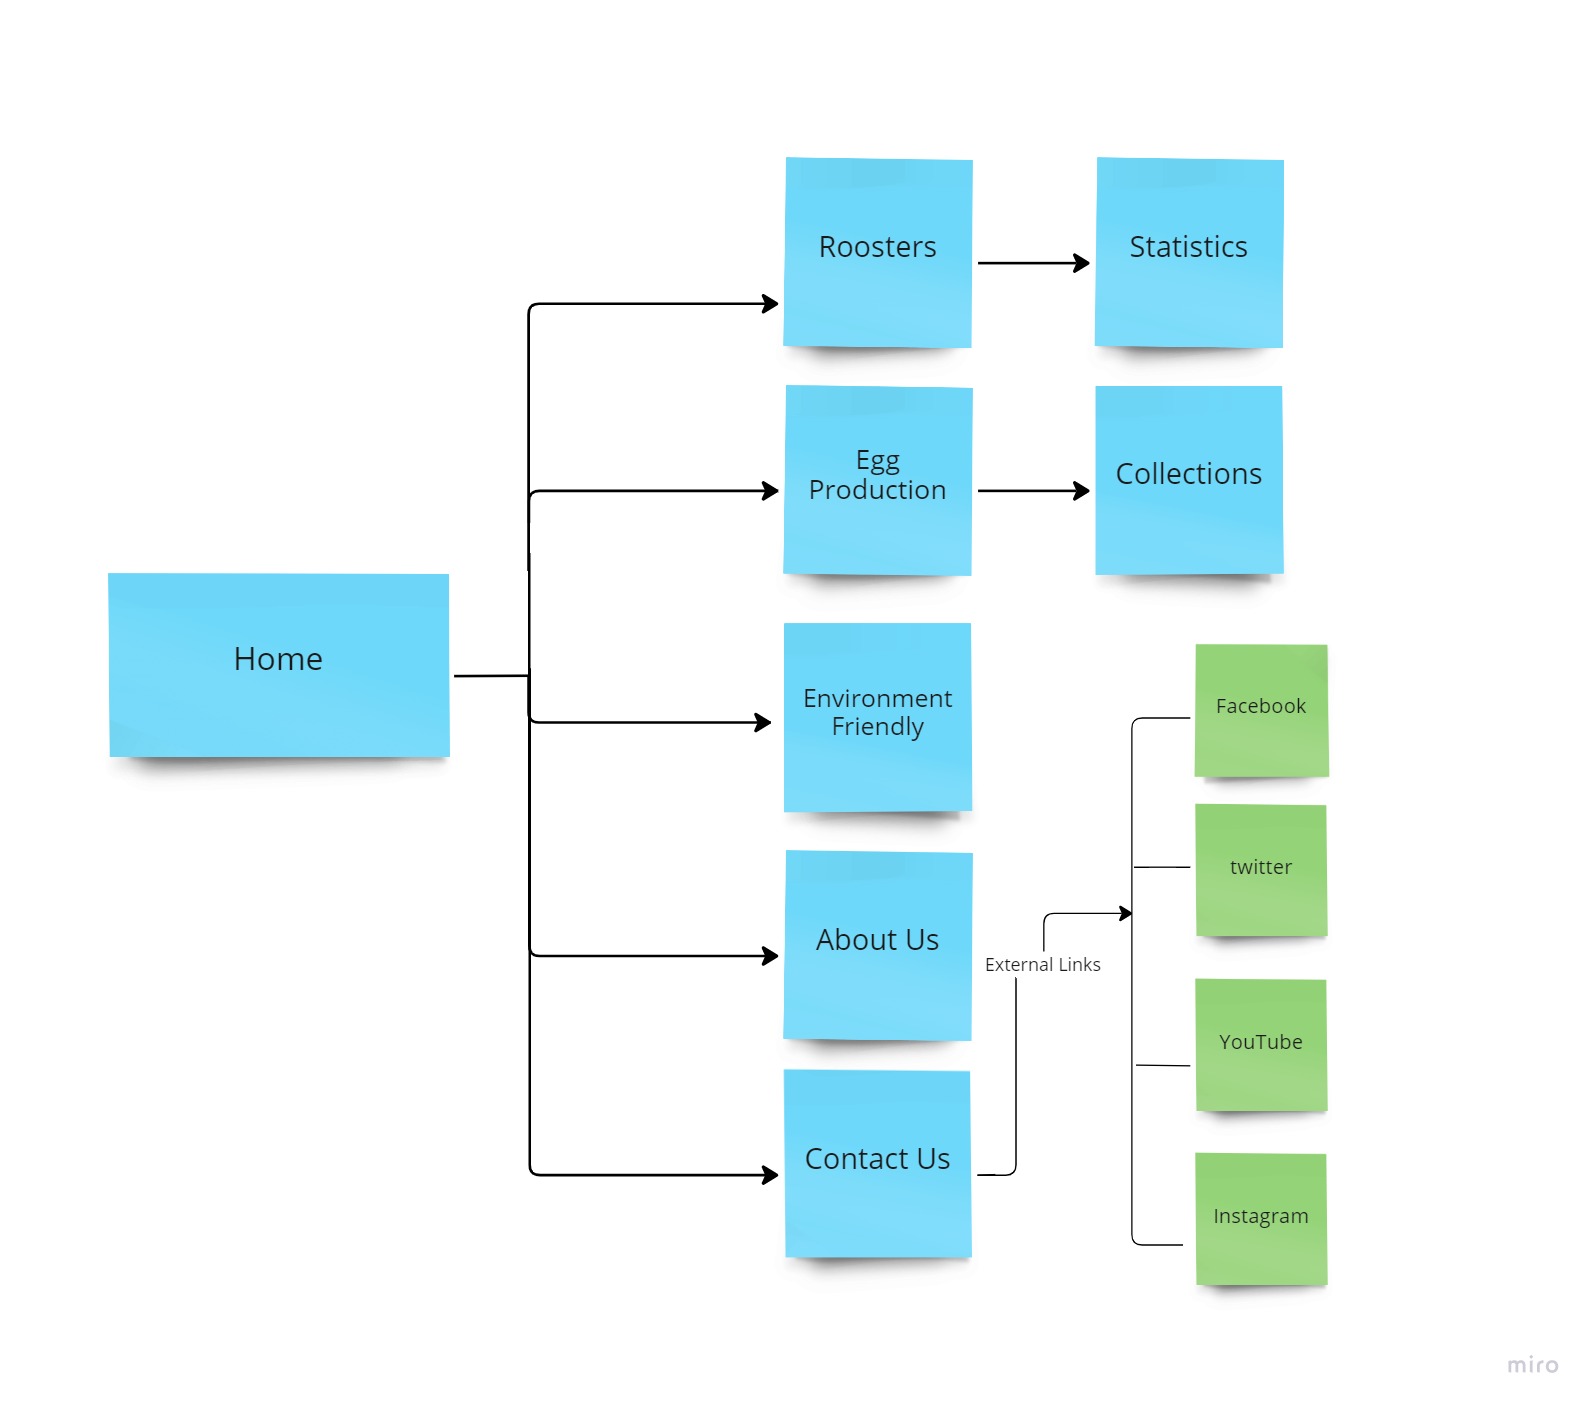 Roosters
Statistics
Egg
Production
Collections
Home
Environment
Friendly
Facebook
twitter
About Us
External Links
YouTube
Contact Us
Instagram
miro